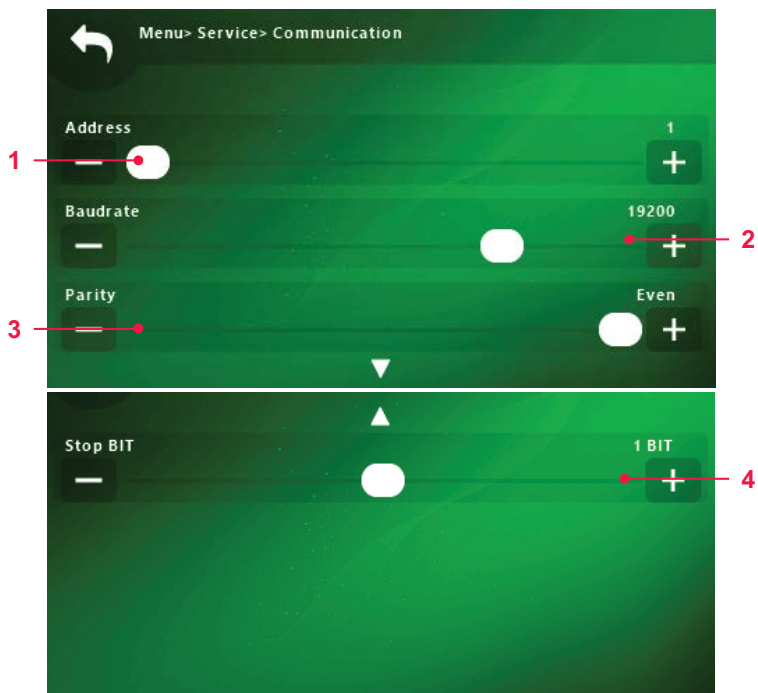 Menu> Service> Communication
Address 1
1
Baudrate 19200
2
Parity Even
3
Stop BIT 1 BIT
4